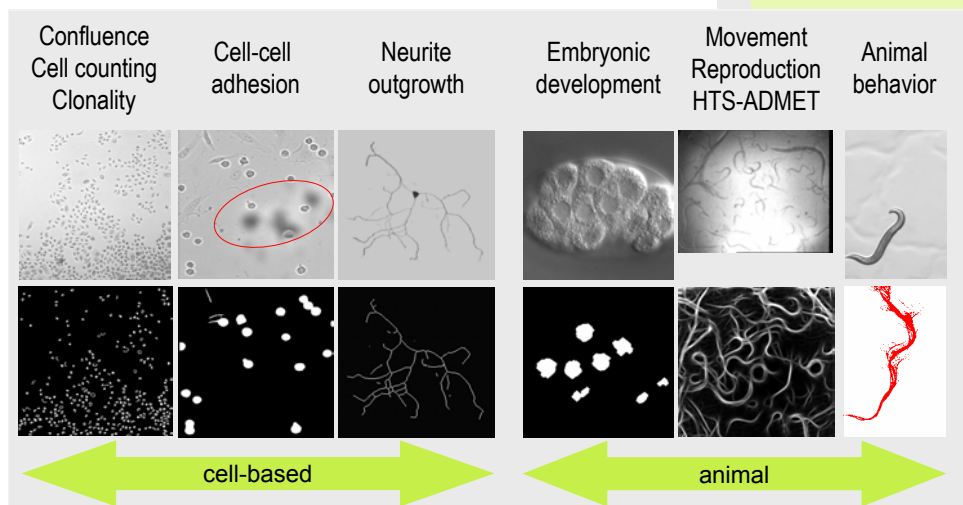 Confluence
Cell counting
Clonality
Cell-cell
adhesion
Neurite
outgrowth
Embryonic
development
Movement
Reproduction
HTS-ADMET
Animal
behavior
cell-based
animal